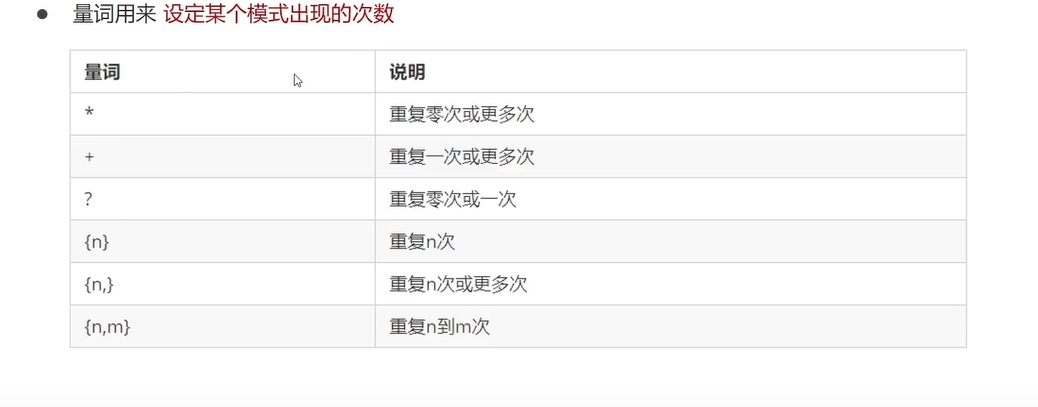 ● 量词用来 设定某个模式出现的次数
量词 说明
* 重复零次或更多次
+ 重复一次或更多次
? 重复零次或一次
{n} 重复n次
{n,} 重复n次或更多次
{n,m} 重复n到m次